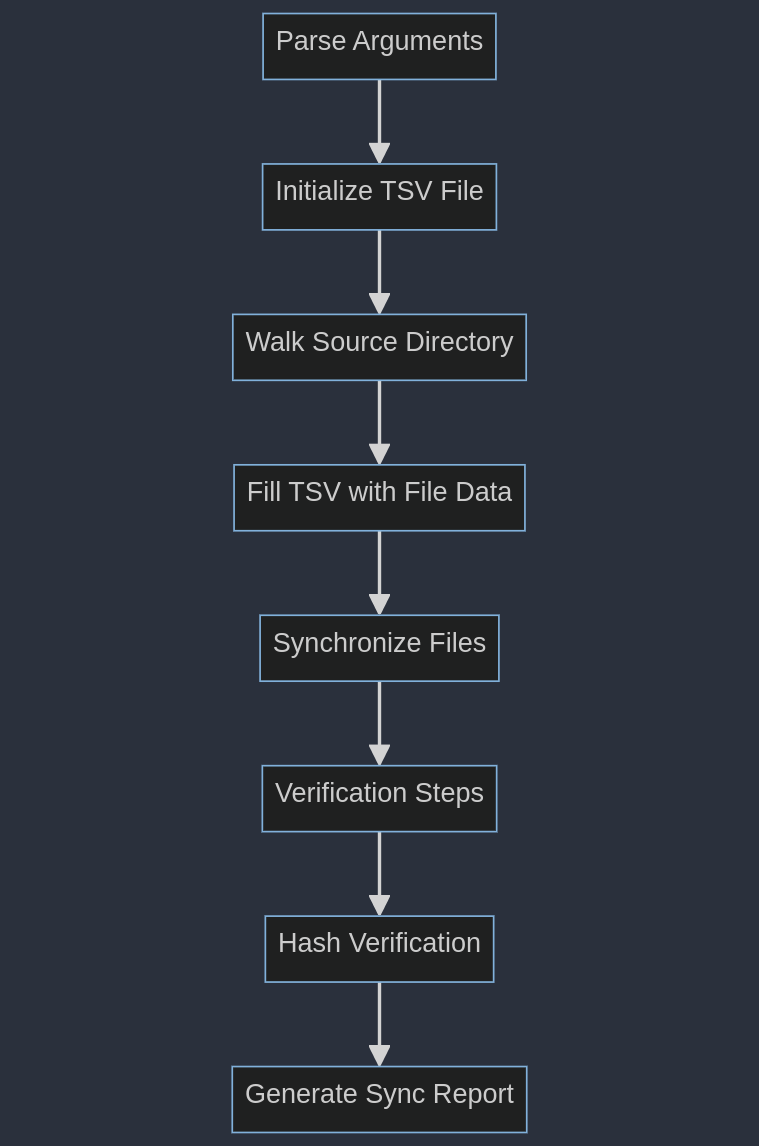 Parse Arguments
Initialize TSV File
Walk Source Directory
Fill TSV with File Data
Synchronize Files
Verification Steps
Hash Verification
Generate Sync Report